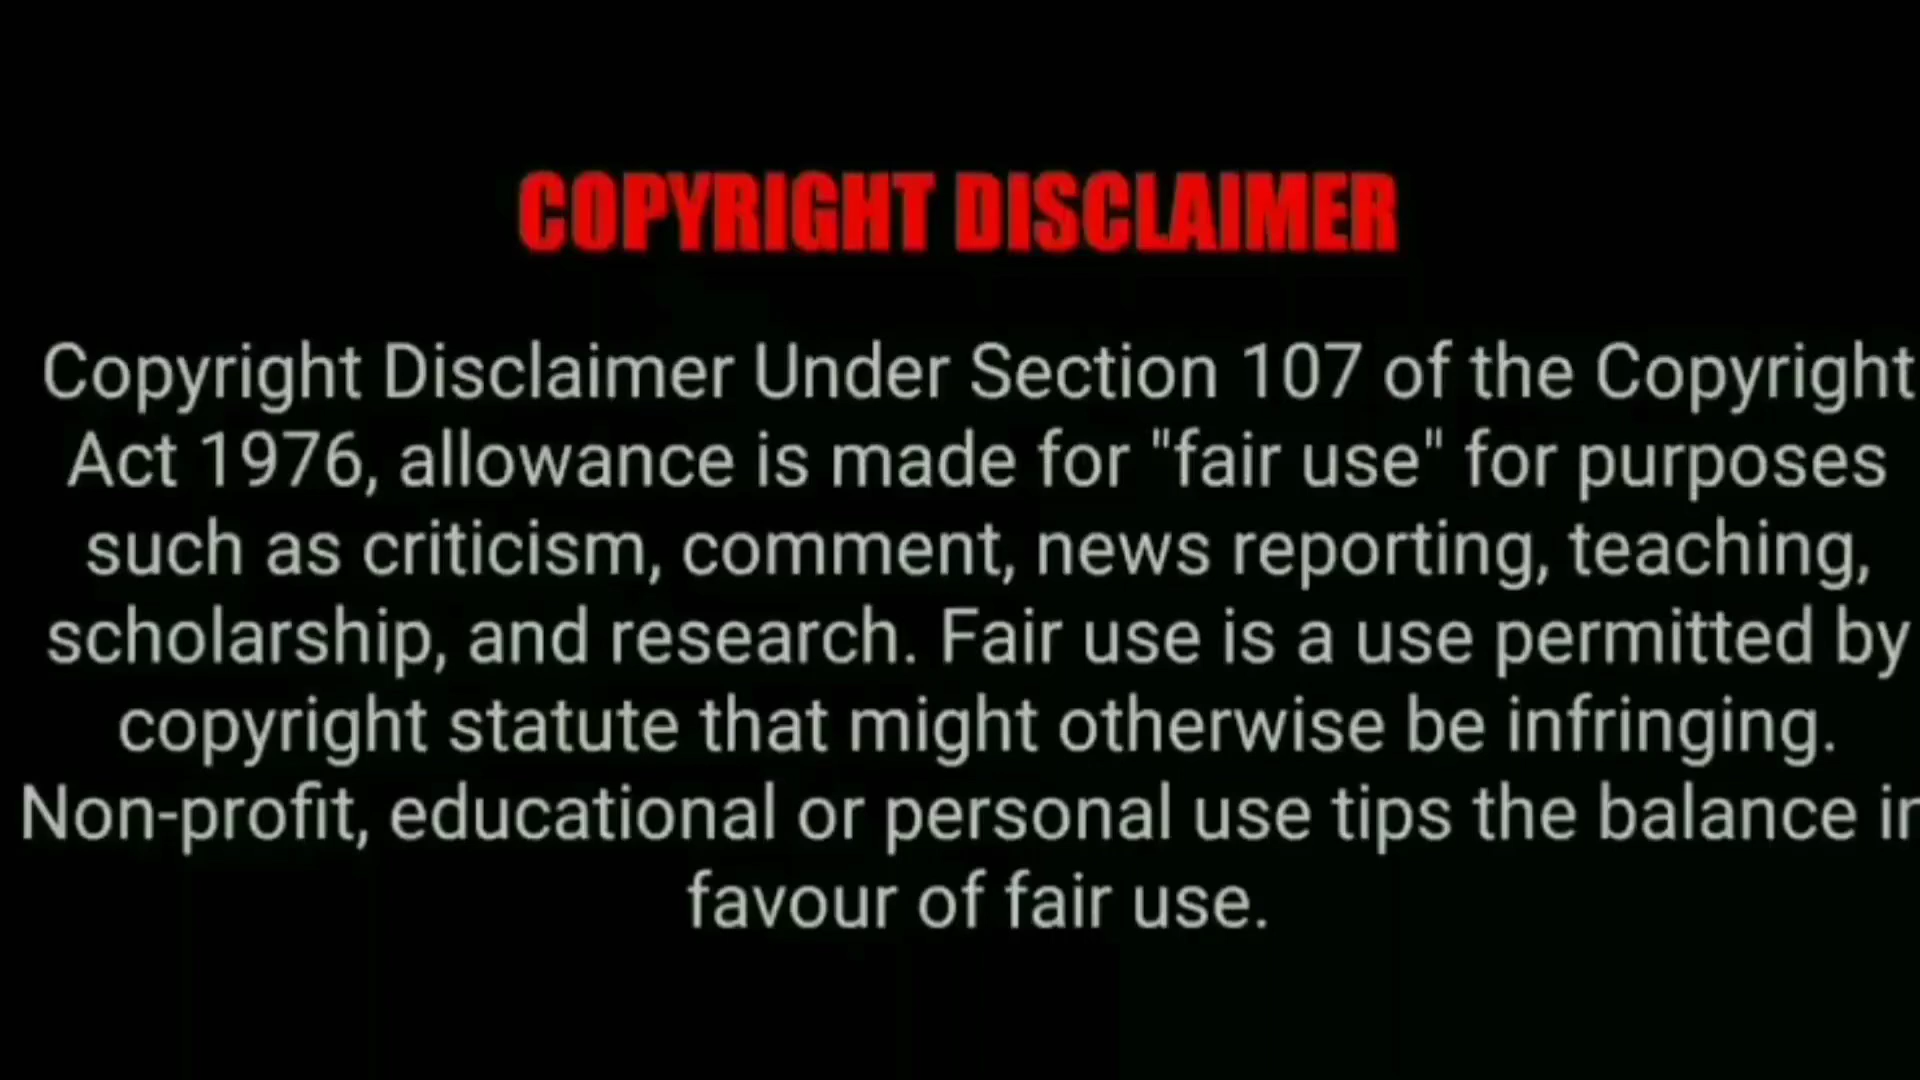 COPYRIGHT DISCLAIMER
Copyright Disclaimer Under Section 107 of the Copyright
Act 1976, allowance is made for "fair use" for purposes
such as criticism, comment, news reporting, teaching,
scholarship, and research. Fair use is a use permitted by
copyright statute that might otherwise be infringing.
Non-profit, educational or personal use tips the balance in
favour of fair use.